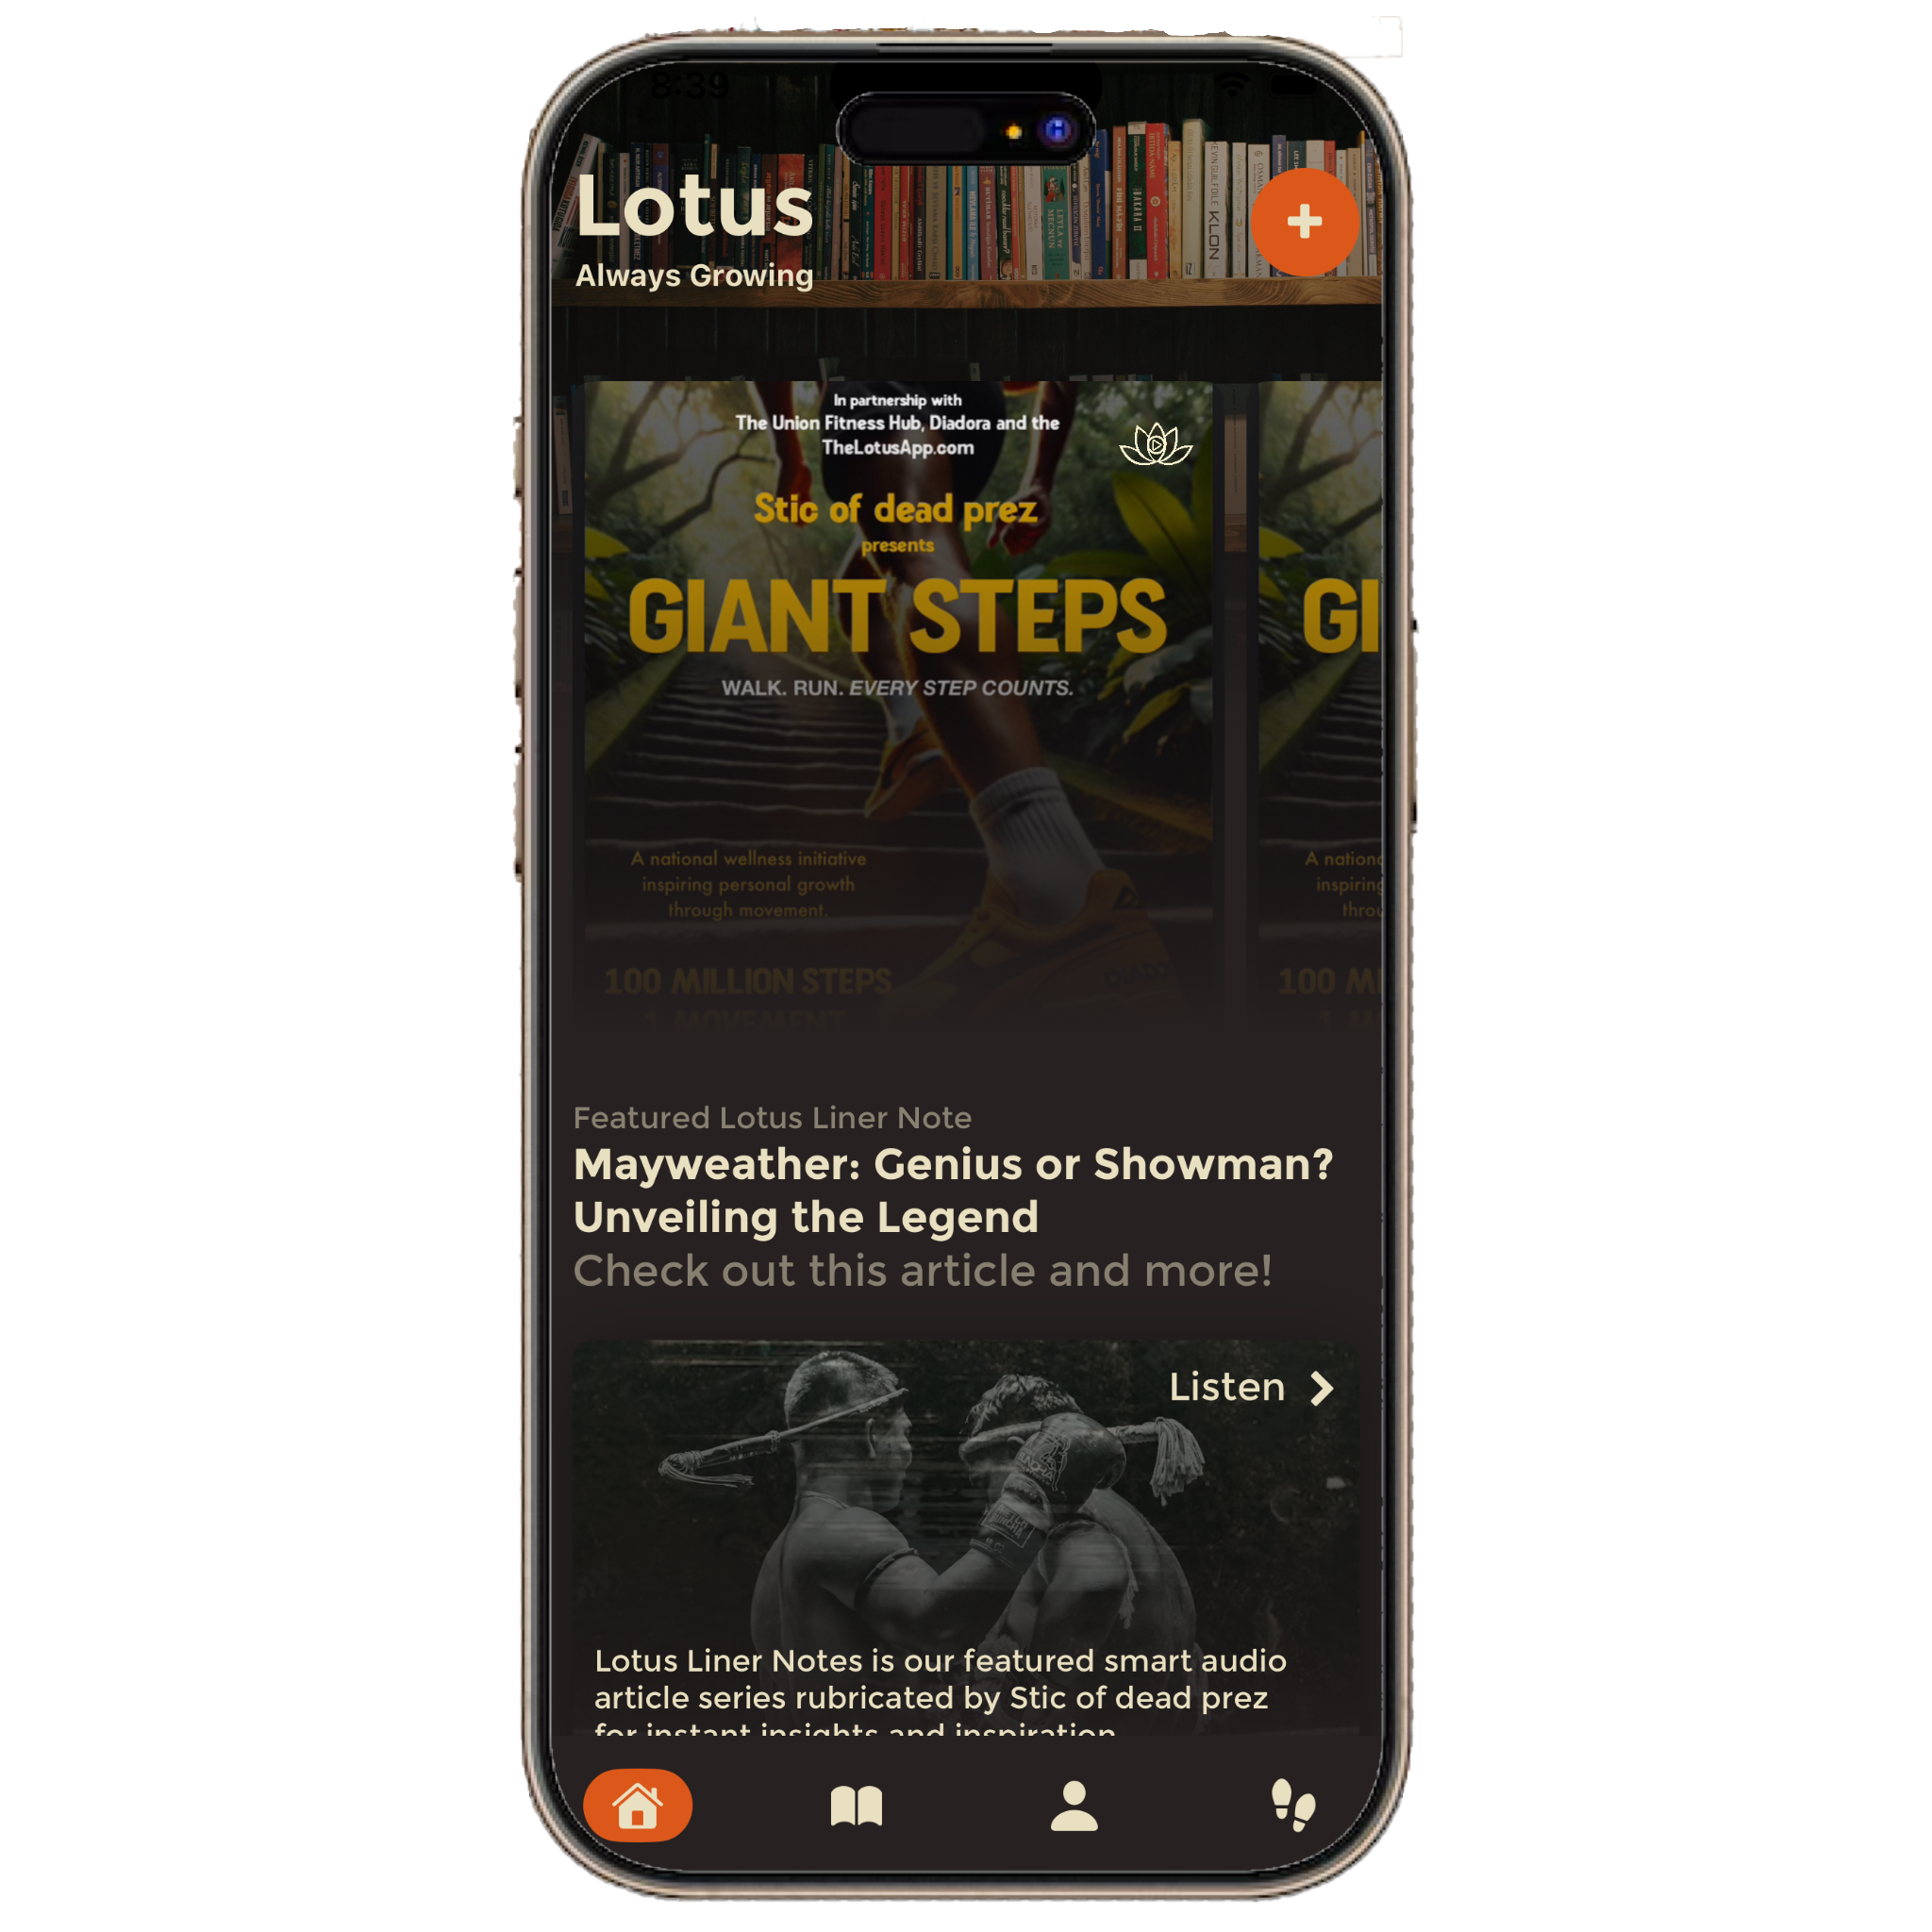 8:39
Lotus
Always Growing
KLON
In partnership with
The Union Fitness Hub, Diadora and the
TheLotusApp.com
Stic of dead prez
presents
GIANT STEPS
WALK. RUN. EVERY STEP COUNTS.
A national wellness initiative
inspiring personal growth
through movement.
100 MILLION STEPS
1 MOVEMENT
GI
A nationa
inspiring
throu
100 MI
1 M
Featured Lotus Liner Note
Mayweather: Genius or Showman?
Unveiling the Legend
Check out this article and more!
Listen
Lotus Liner Notes is our featured smart audio
article series rubricated by Stic of dead prez
for instant insights and inspiration